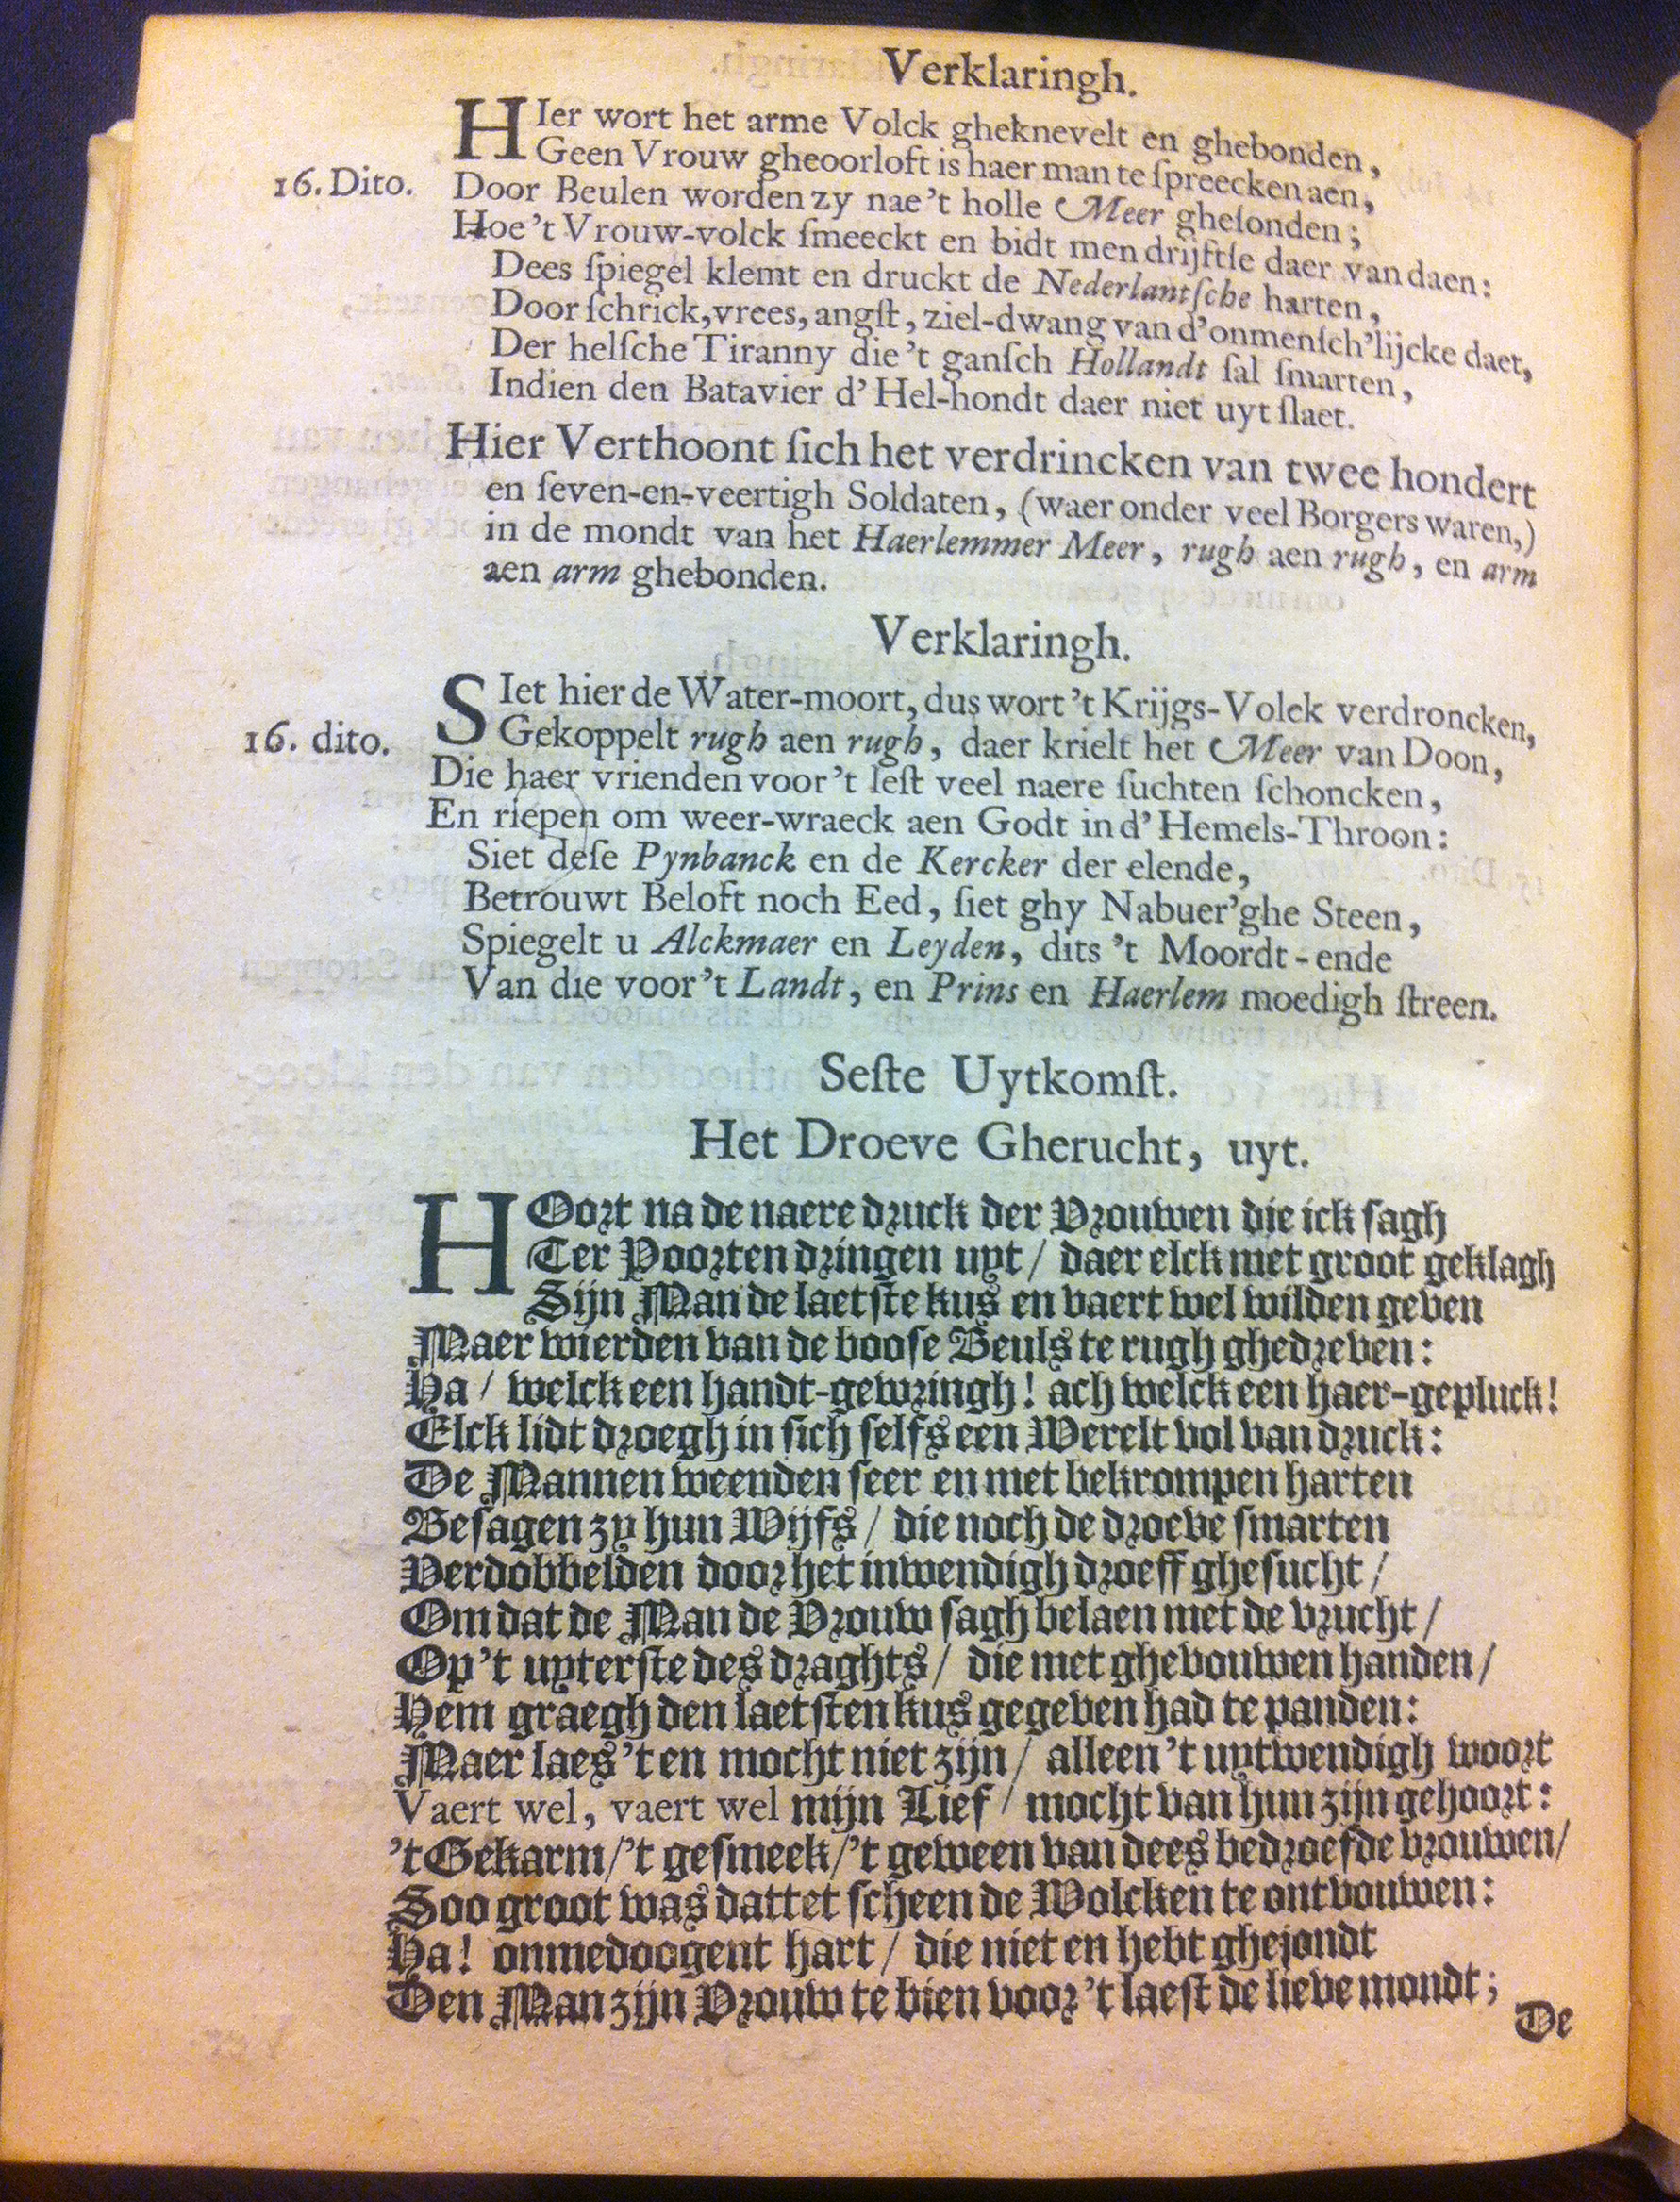 Verklaringh.
HIer wort het arme Volck gheknevelt en ghebonden,
Geen Vrouw gheoorloft is haer man te ſpreecken aen,
16. Dito. Door Beulen worden zy nae't holle Meer gheſonden;
Hoe't Vrouw-volck ſmeeckt en bidt men drijftſe daer van daen:
Dees ſpiegel klemt en druckt de Nederlantſche harten,
Door ſchrick, vrees, angſt, ziel-dwang van d'onmenſch'lijcke daet,
Der helſche Tiranny die't ganſch Hollandt ſal ſmarten,
Indien den Batavier d'Hel-hondt daer niet uyt ſlaet.
Hier Verthoont ſich het verdrincken van twee hondert
en ſeven-en-veertigh Soldaten, (waer onder veel Borgers waren,)
in de mondt van het Haerlemmer Meer, rugh aen rugh, en arm
aen arm ghebonden.
Verklaringh.
SIet hier de Water-moort, dus wort 't Krijgs-Volck verdroncken,
16. dito. Gekoppelt rugh aen rugh, daer krielt het Meer van Doon,
Die haer vrienden voor't leſt veel naere ſuchten ſchoncken,
En riepen om weer-wraeck aen Godt in d'Hemels-Throon:
Siet deſe Pynbanck en de Kercker der elende,
Betrouwt Beloft noch Eed, ſiet ghy Nabuer'ghe Steen,
Spiegelt u Alckmaer en Leyden, dits 't Moordt-ende
Van die voor't Landt, en Prins en Haerlem moedigh ſtreen.
Seſte Uytkomſt.
Het Droeve Gherucht, uyt.
HOort na de naere druck der Vrouwen die ick ſagh
Ter Poorten dringen uyt / daer elck met groot geklagh
Sijn Man de laetſte kus en vaert wel wilden geven
Maer wierden van de booſe Beuls te rugh ghedreven:
Ha / welck een handt-gewringh! ach welck een haer-gepluck!
Elck lidt droegh in ſich ſelfs een Werelt vol van druck:
De Mannen weenden ſeer en met bekrompen harten
Beſagen zy hun Wijfs / die noch de droeve ſmarten
Verdobbelden door het inwendigh droeff gheſucht /
Om dat de Man de Vrouw ſagh belaen met de vrucht /
Op't uyterſte des draghts / die met ghevouwen handen /
Hem graegh den laetſten kus gegeven had te panden:
Maer laes 't en mocht niet zijn / alleen 't uytwendigh woort
Vaert wel, vaert wel mijn Lief / mocht van hun zijn gehoort:
't Gekarm / 't geſmeek / 't geween van dees bedroefde vrouwen /
Soo groot was dattet ſcheen de Wolcken te ontvouwen:
Ha! onmedoogent hart / die niet en hebt ghejondt
Den Man zijn Vrouw te bien voor 't laeſt de lieve mondt;
De